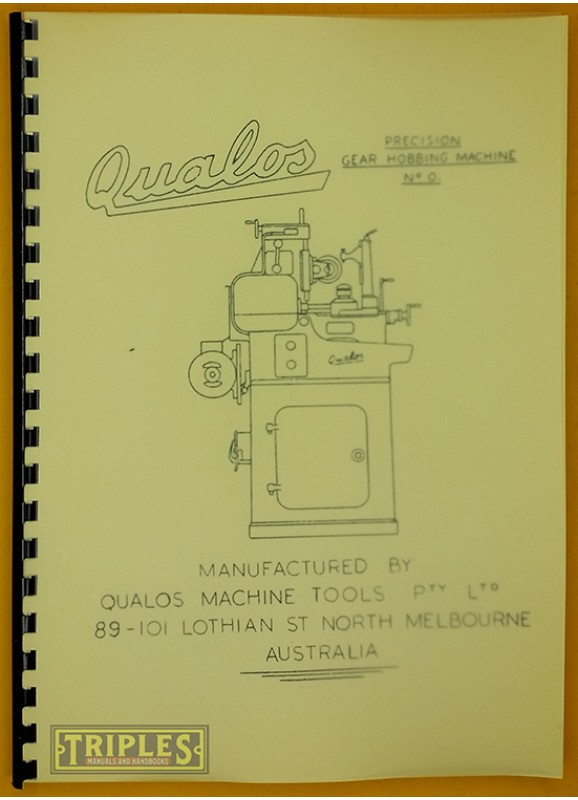 Qualos
PRECISION
GEAR HOBBING MACHINE
Nº 0.
Qualos
MANUFACTURED BY
QUALOS MACHINE TOOLS PTY LTD
89-101 LOTHIAN ST NORTH MELBOURNE
AUSTRALIA
TRIPLES
MANUALS AND HANDBOOKS